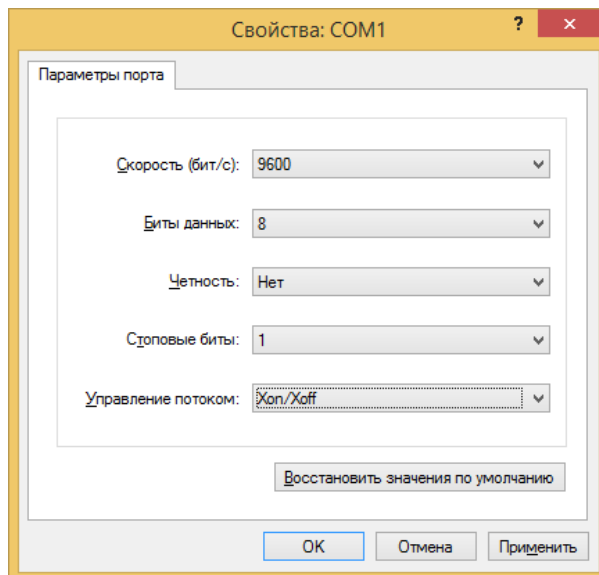 Свойства: COM1 ?
Параметры порта
Скорость (бит/с): 9600
Биты данных: 8
Четность: Нет
Стоповые биты: 1
Управление потоком: Xon/Xoff
Восстановить значения по умолчанию
OK Отмена Применить